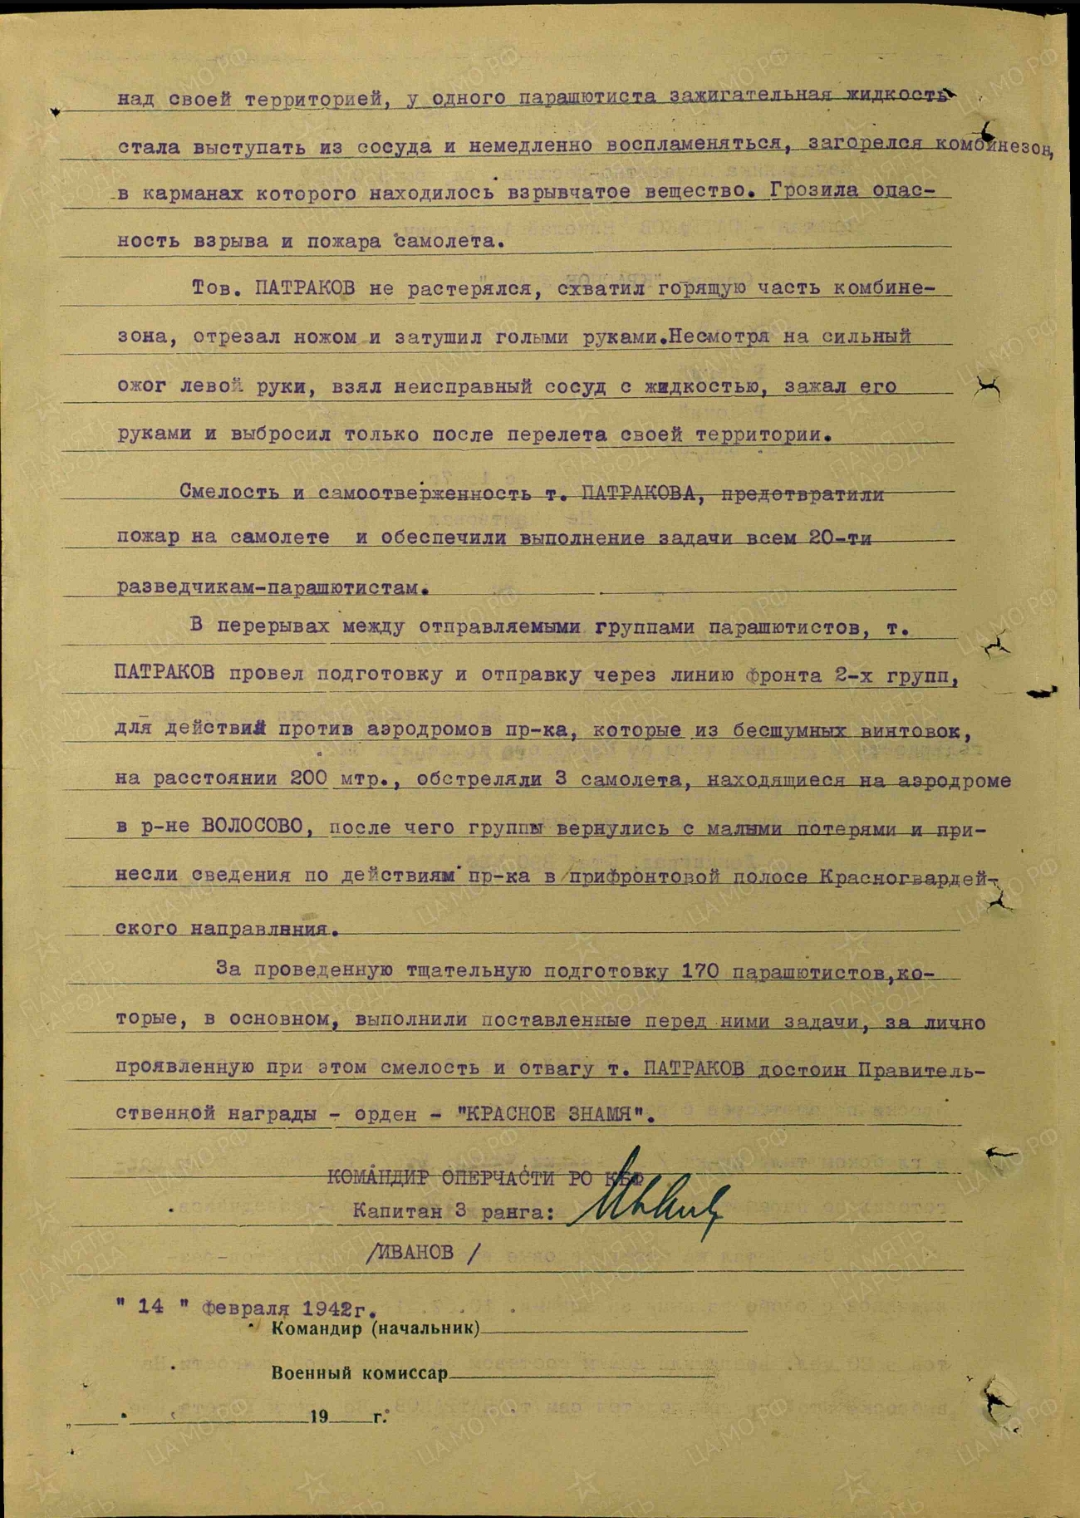 над своей территорией, у одного парашютиста зажигательная жидкость
стала выступать из сосуда и немедленно воспламеняться, загорелся комбинезон,
в карманах которого находилось взрывчатое вещество. Грозила опас-
ность взрыва и пожара самолета.
Тов. ПАТРАКОВ не растерялся, схватил горящую часть комбине-
зона, отрезал ножом и затушил голыми руками.Несмотря на сильный
ожог левой руки, взял неисправный сосуд с жидкостью, зажал его
руками и выбросил только после перелета своей территории.
Смелость и самоотверженность т. ПАТРАКОВА, предотвратили
пожар на самолете и обеспечили выполнение задачи всем 20-ти
разведчикам-парашютистам.
В перерывах между отправляемыми группами парашютистов, т.
ПАТРАКОВ провел подготовку и отправку через линию фронта 2-х групп,
для действий против аэродромов пр-ка, которые из бесшумных винтовок,
на расстоянии 200 мтр., обстреляли 3 самолета, находящиеся на аэродроме
в р-не ВОЛОСОВО, после чего группы вернулись с малыми потерями и при-
несли сведения по действиям пр-ка в прифронтовой полосе Красногвардей-
ского направлния.
За проведенную тщательную подготовку 170 парашютистов,ко-
торые, в основном, выполнили поставленные перед ними задачи, за лично
проявленную при этом смелость и отвагу т. ПАТРАКОВ достоин Правитель-
ственной награды - орден - "КРАСНОЕ ЗНАМЯ".
КОМАНДИР ОПЕРЧАСТИ РО КБФ
Капитан 3 ранга:
/ИВАНОВ /
" 14 " февраля 1942г.
Командир (начальник)
Военный комиссар
" " 19 г.